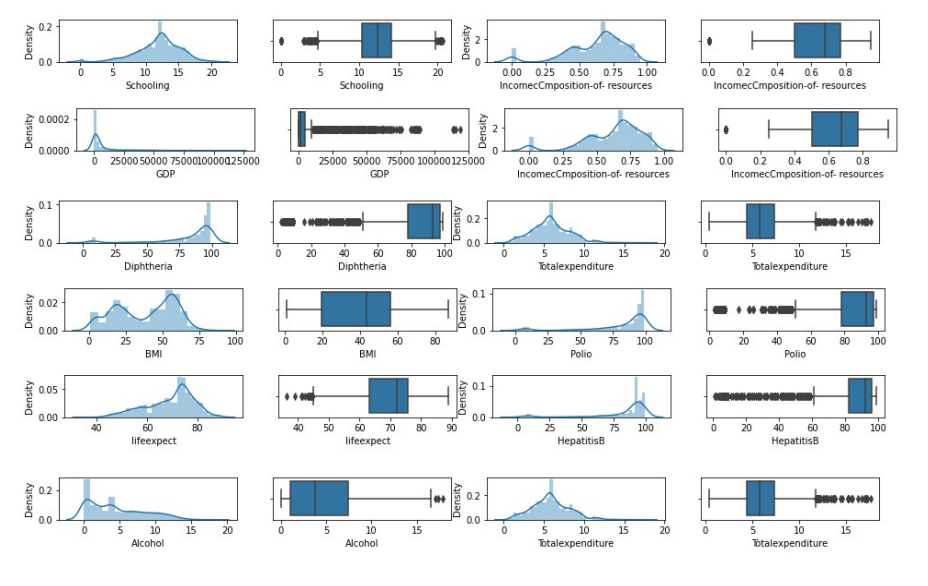 Density
0.2
0.0
0 5 10 15 20
Schooling
0 5 10 15 20
Schooling
Density
2
0
0.00 0.25 0.50 0.75 1.00
IncomecCmposition-of- resources
0.0 0.2 0.4 0.6 0.8
IncomecCmposition-of- resources
Density
0.0002
0.0000
0 25000 50000 75000 100000 125000
GDP
0 25000 50000 75000 100000 125000
GDP
Density
2
0
0.00 0.25 0.50 0.75 1.00
IncomecCmposition-of- resources
0.0 0.2 0.4 0.6 0.8
IncomecCmposition-of- resources
Density
0.1
0.0
0 25 50 75 100
Diphtheria
0 20 40 60 80 100
Diphtheria
Density
0.2
0.0
0 5 10 15 20
Totalexpenditure
0 5 10 15
Totalexpenditure
Density
0.02
0.00
0 25 50 75 100
BMI
0 20 40 60 80
BMI
Density
0.1
0.0
0 25 50 75 100
Polio
0 20 40 60 80 100
Polio
Density
0.05
0.00
40 60 80
lifeexpect
40 50 60 70 80 90
lifeexpect
Density
0.1
0.0
0 25 50 75 100
HepatitisB
0 20 40 60 80 100
HepatitisB
Density
0.2
0.0
0 5 10 15 20
Alcohol
0 5 10 15
Alcohol
Density
0.2
0.0
0 5 10 15 20
Totalexpenditure
0 5 10 15
Totalexpenditure